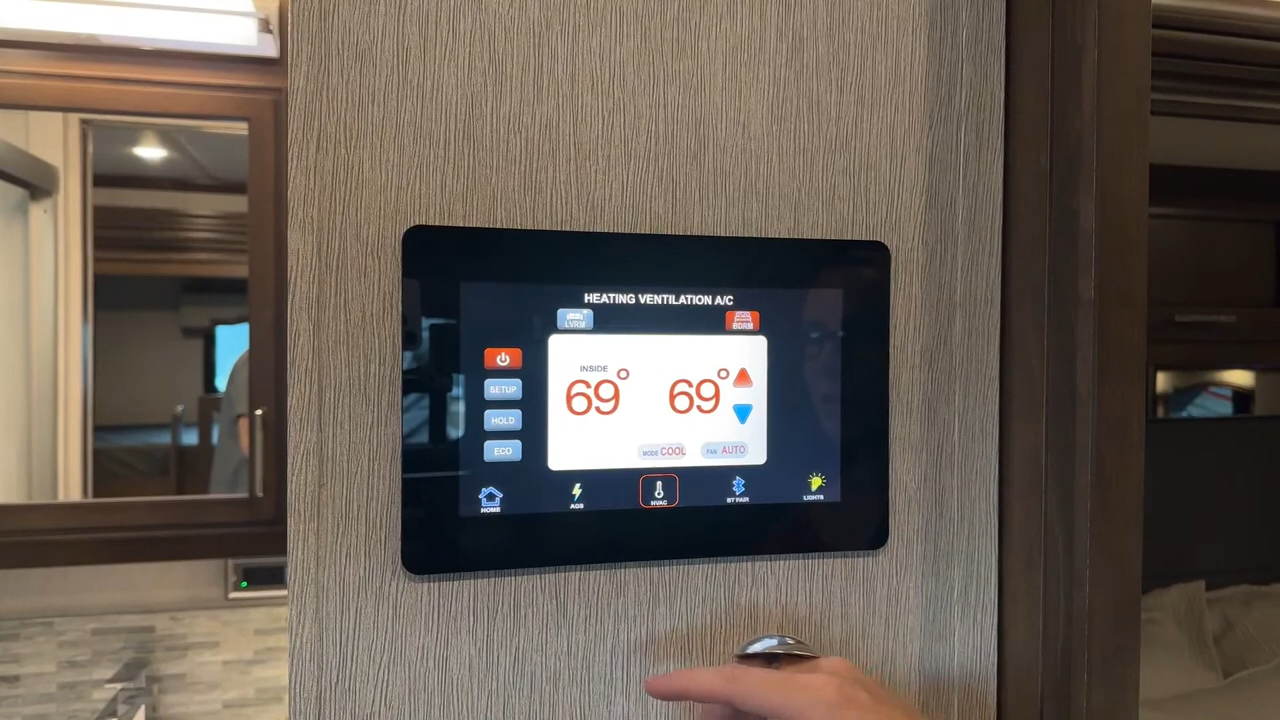 HEATING VENTILATION A/C
LVRM
BDRM
SETUP
HOLD
ECO
INSIDE
69°
69°
MODE COOL
FAN AUTO
HOME
AGS
HVAC
BT PAIR
LIGHTS